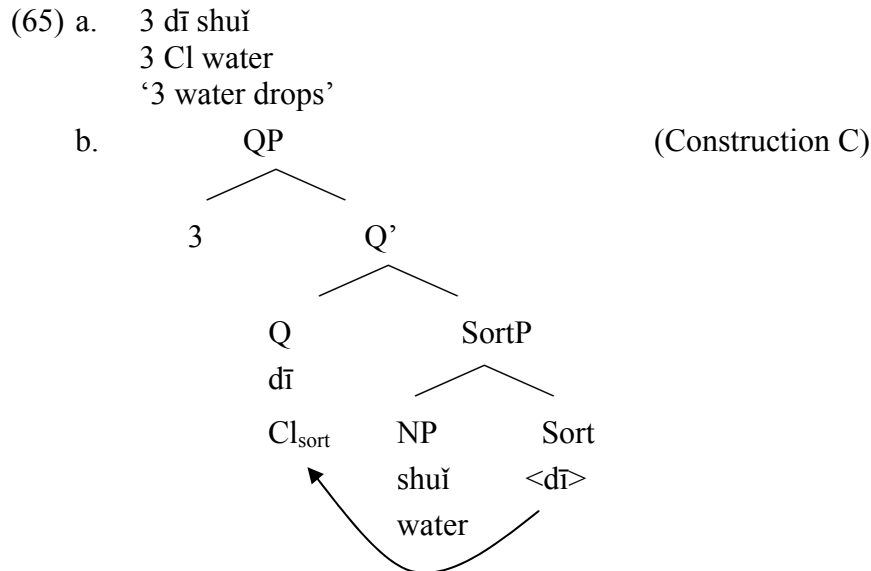 (65) a. 3 dī shuǐ
3 Cl water
‘3 water drops’
b. QP (Construction C)
3 Q’
Q SortP
dī
Clsort NP Sort
shuǐ <dī>
water